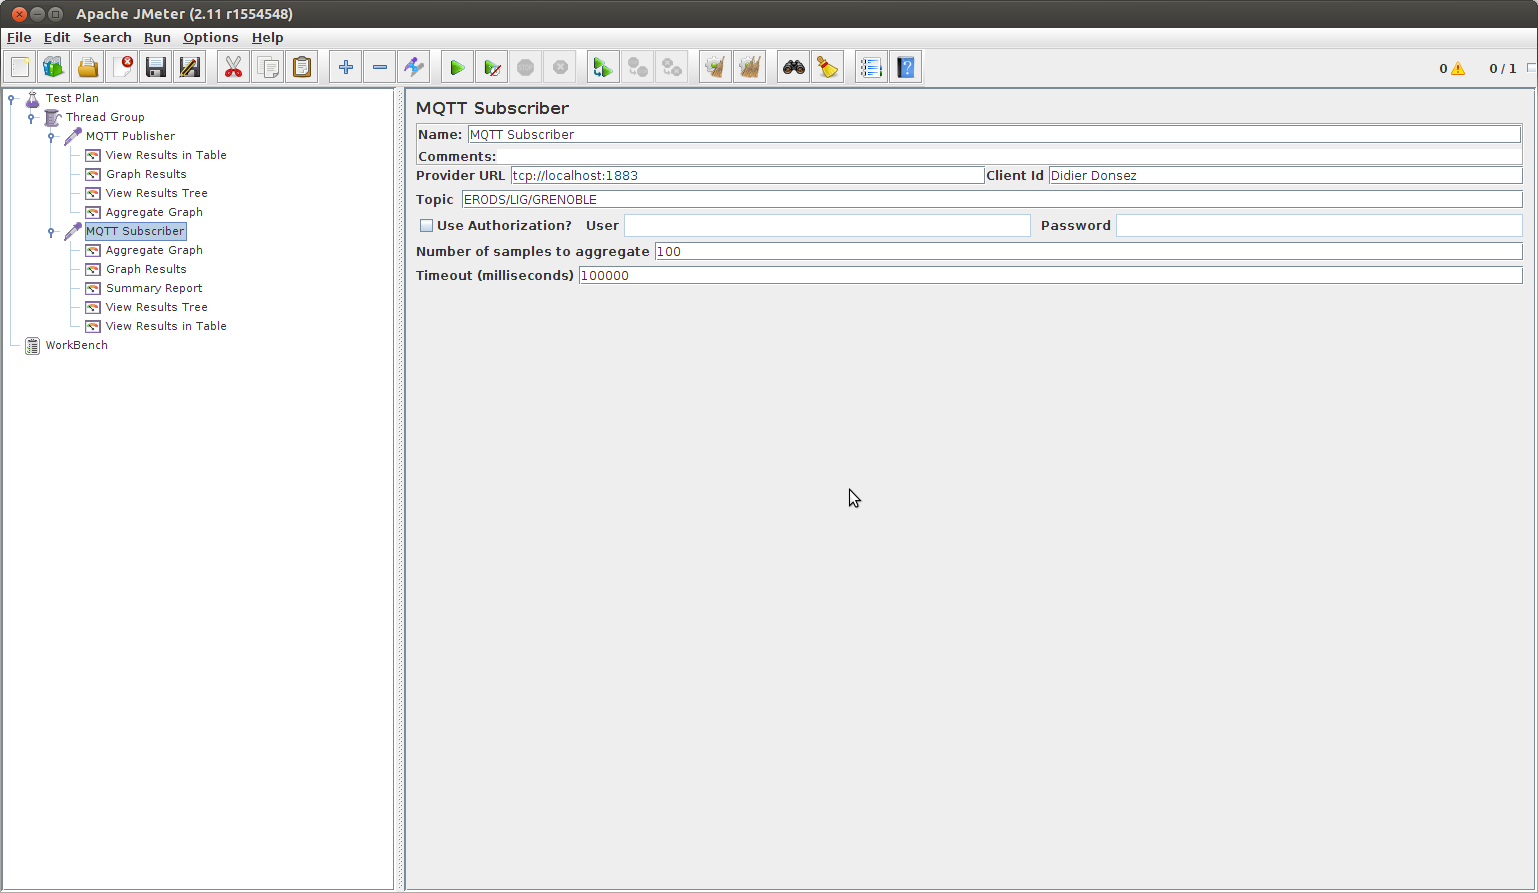 Apache JMeter (2.11 r1554548)
File Edit Search Run Options Help
0 0 / 1
Test Plan
Thread Group
MQTT Publisher
View Results in Table
Graph Results
View Results Tree
Aggregate Graph
MQTT Subscriber
Aggregate Graph
Graph Results
Summary Report
View Results Tree
View Results in Table
WorkBench
MQTT Subscriber
Name: MQTT Subscriber
Comments:
Provider URL tcp://localhost:1883 Client Id Didier Donsez
Topic ERODS/LIG/GRENOBLE
Use Authorization? User Password
Number of samples to aggregate 100
Timeout (milliseconds) 100000